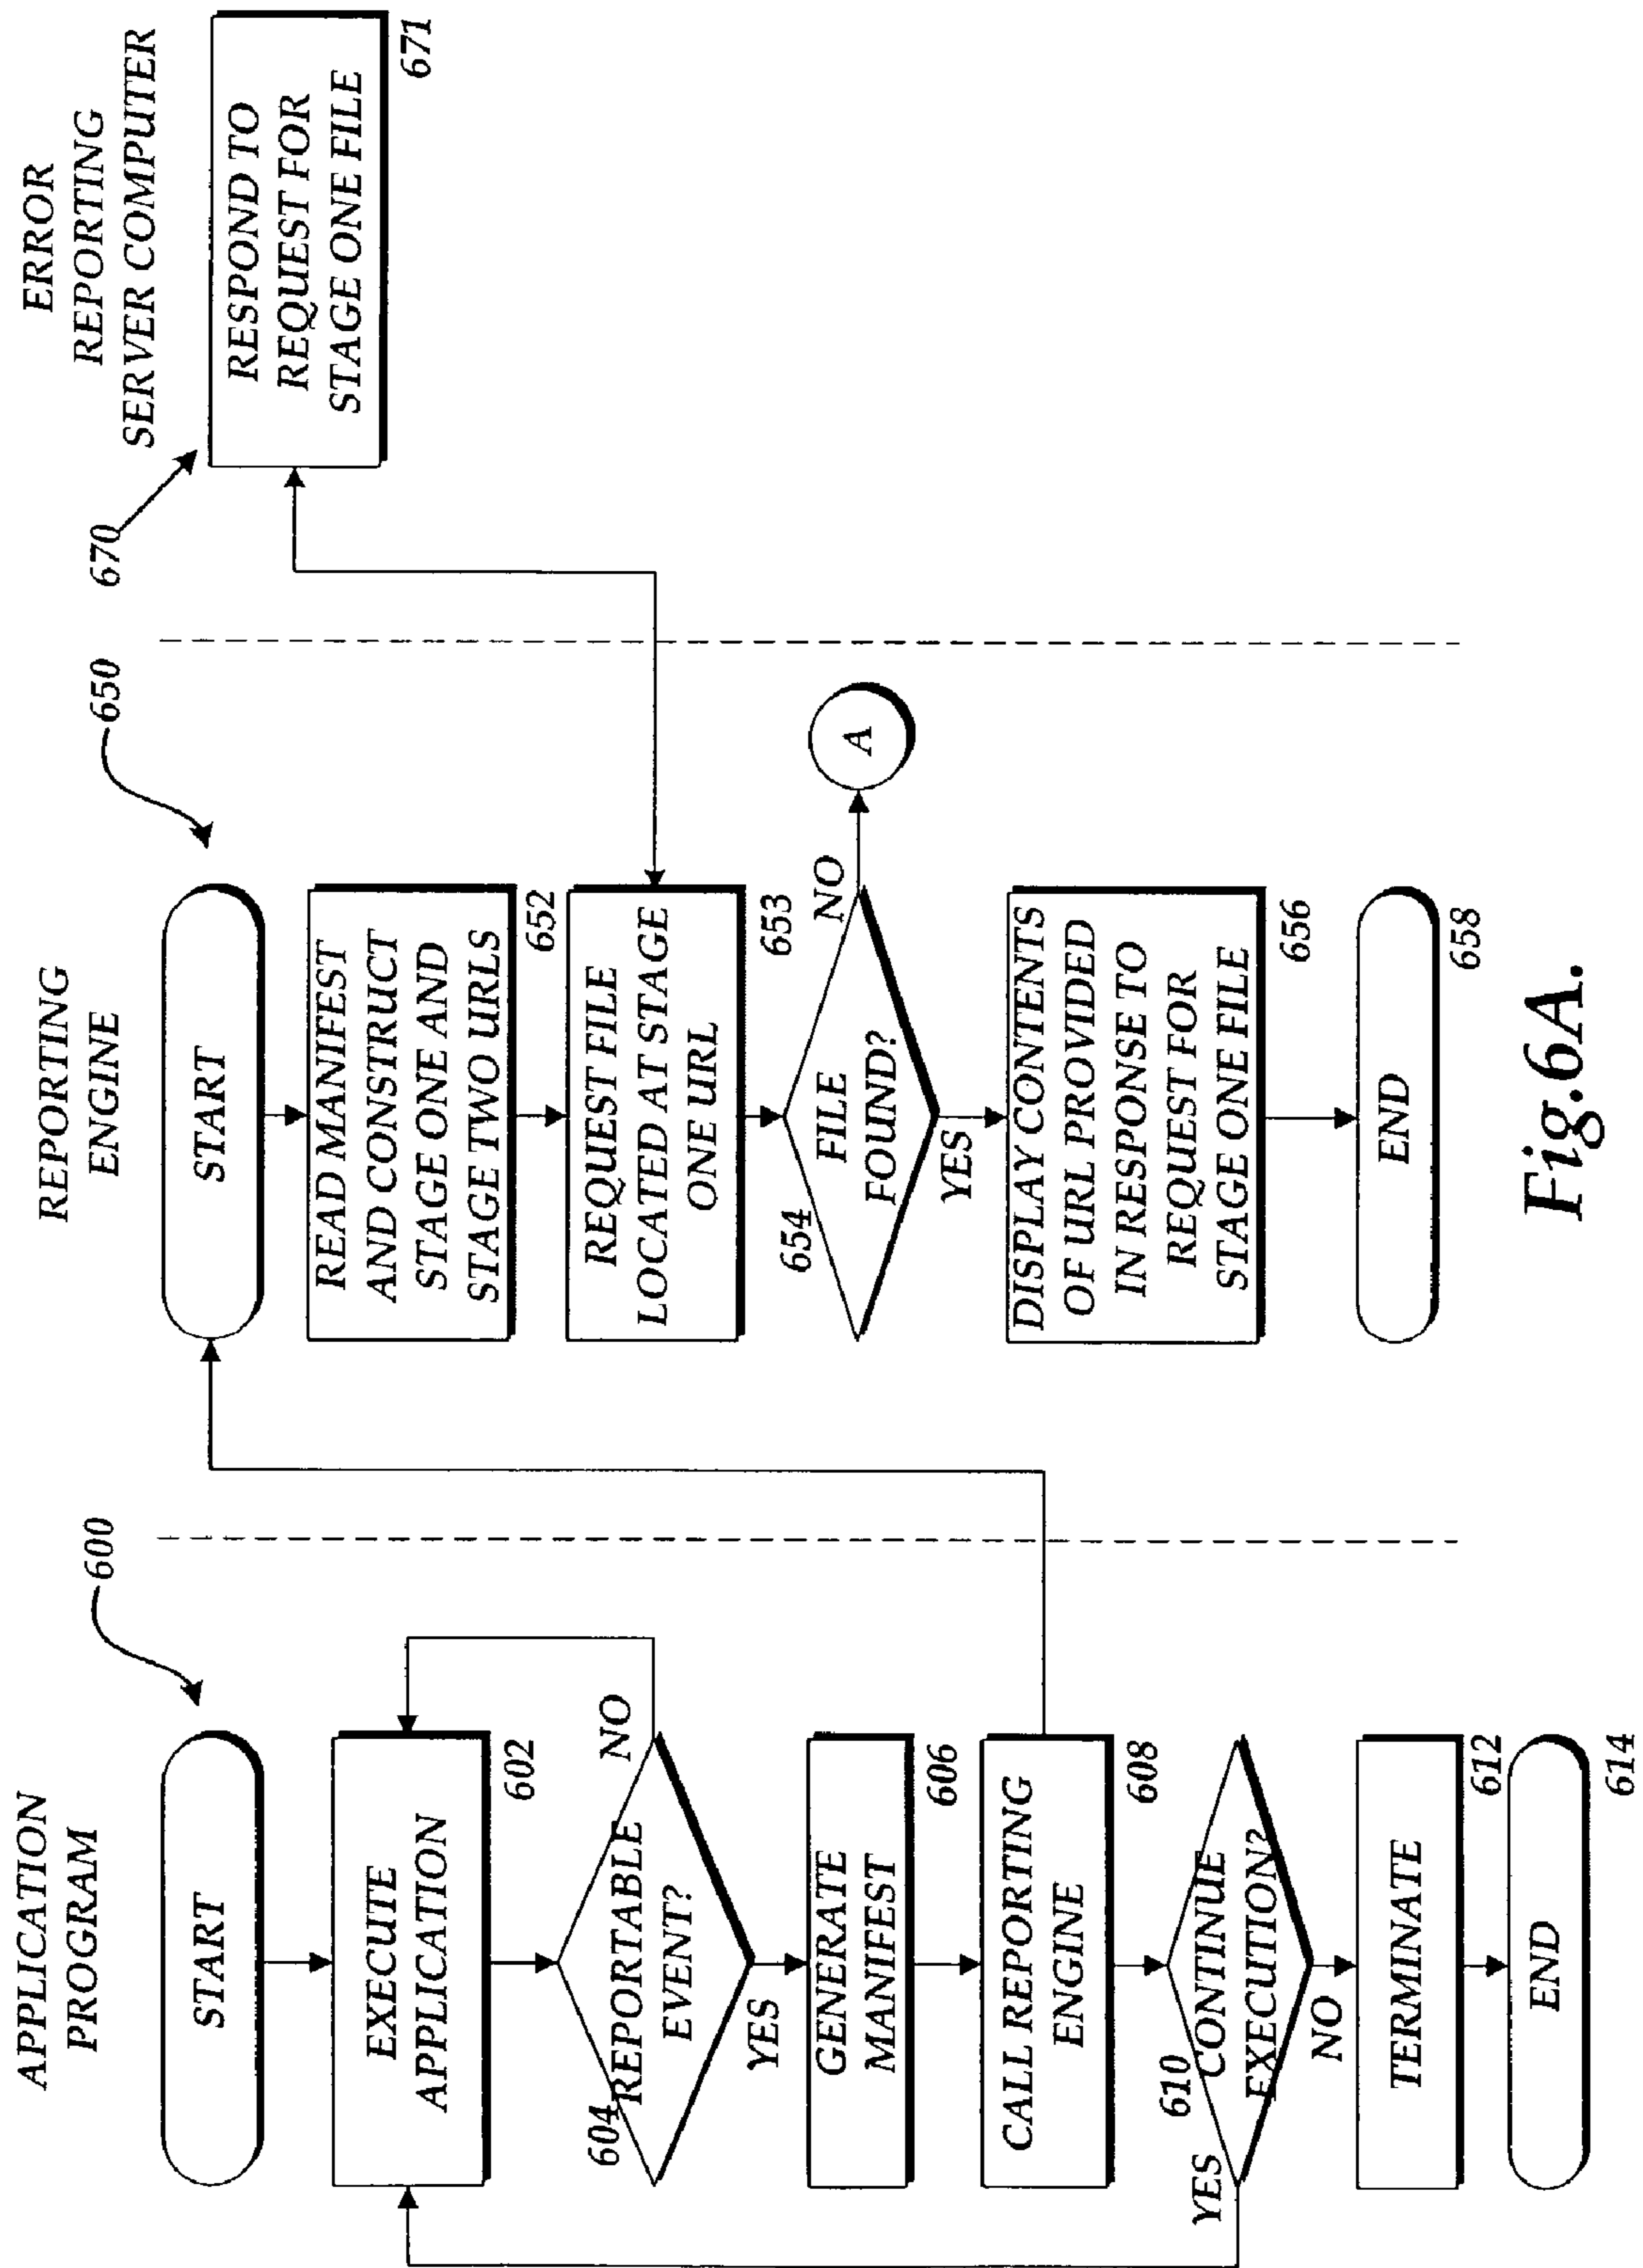 APPLICATION
PROGRAM
600
START
EXECUTE
APPLICATION
602
604
REPORTABLE
EVENT?
NO
YES
GENERATE
MANIFEST
606
CALL REPORTING
ENGINE
608
610
CONTINUE
EXECUTION?
YES
NO
TERMINATE
612
END
614
REPORTING
ENGINE
650
START
READ MANIFEST
AND CONSTRUCT
STAGE ONE AND
STAGE TWO URLS
652
REQUEST FILE
LOCATED AT STAGE
ONE URL
653
654
FILE
FOUND?
NO
A
YES
DISPLAY CONTENTS
OF URL PROVIDED
IN RESPONSE TO
REQUEST FOR
STAGE ONE FILE
656
END
658
ERROR
REPORTING
SERVER COMPUTER
670
RESPOND TO
REQUEST FOR
STAGE ONE FILE
671
Fig.6A.